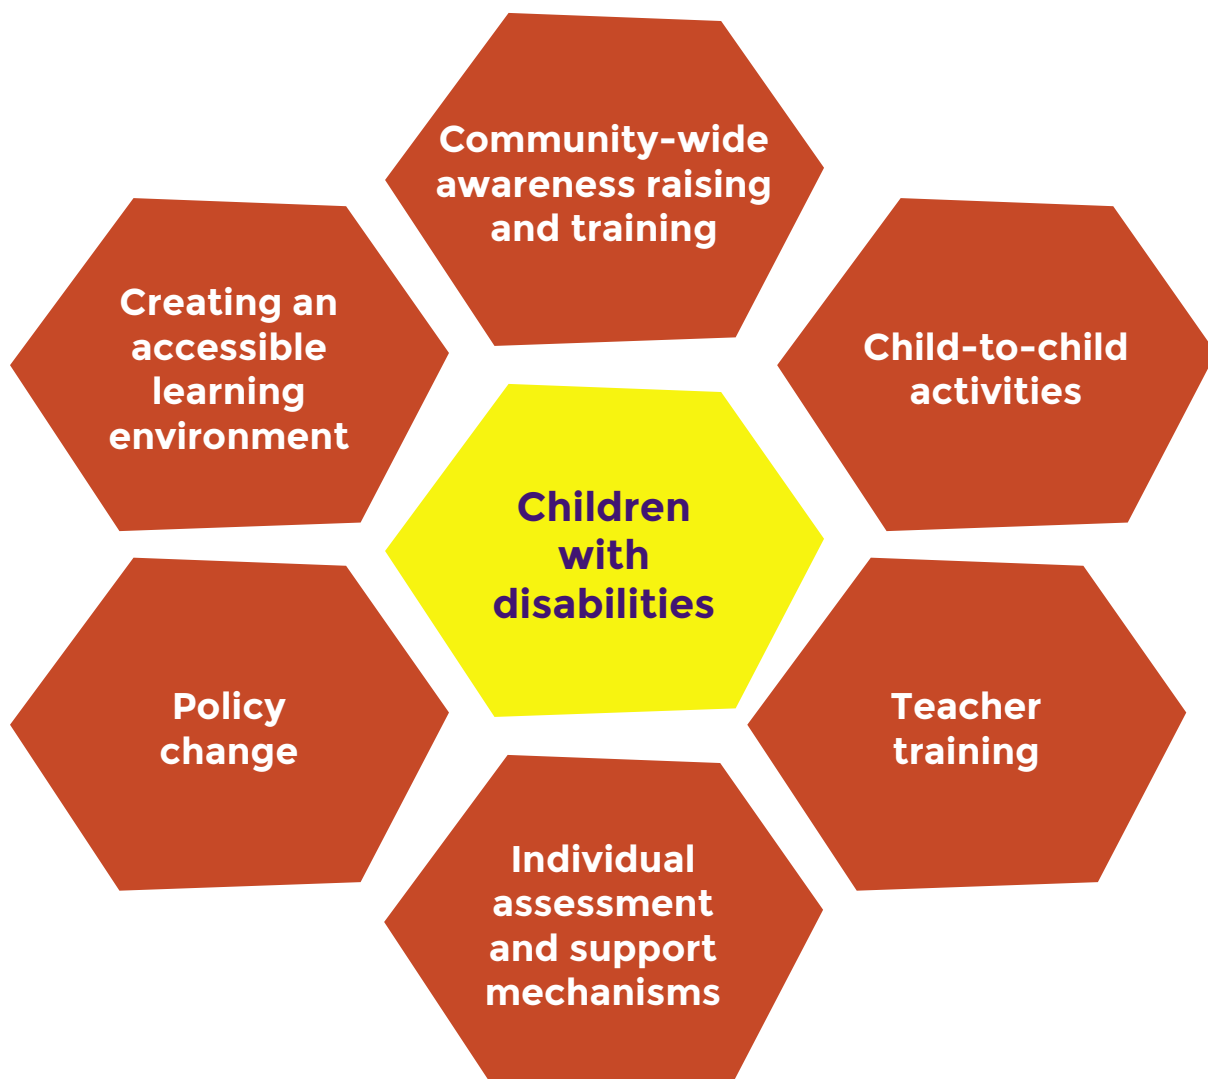 Community-wide
awareness raising
and training
Creating an
accessible
learning
environment
Child-to-child
activities
Children
with
disabilities
Policy
change
Teacher
training
Individual
assessment
and support
mechanisms